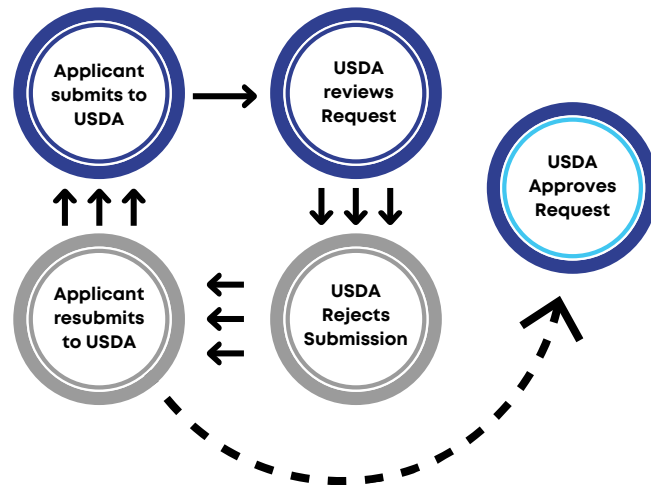 Applicant
submits to
USDA
USDA
reviews
Request
USDA
Approves
Request
Applicant
resubmits
to USDA
USDA
Rejects
Submission